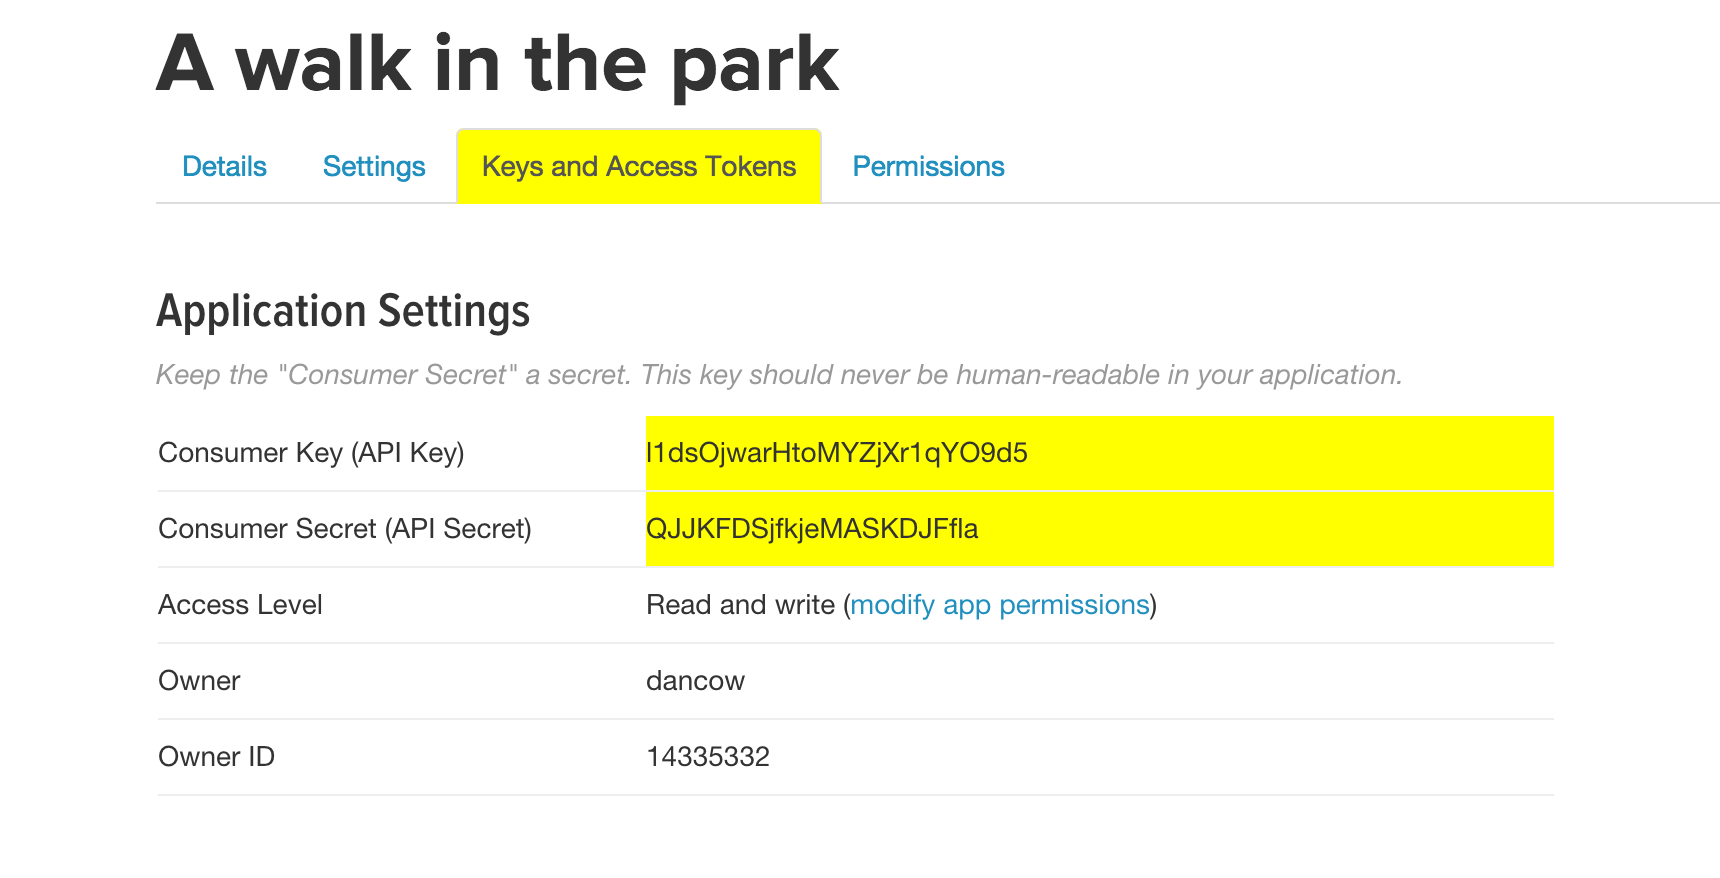 A walk in the park
Details Settings Keys and Access Tokens Permissions
Application Settings
Keep the "Consumer Secret" a secret. This key should never be human-readable in your application.
Consumer Key (API Key) l1dsOjwarHtoMYZjXr1qYO9d5
Consumer Secret (API Secret) QJJKFDSjfkjeMASKDJFfla
Access Level Read and write (modify app permissions)
Owner dancow
Owner ID 14335332